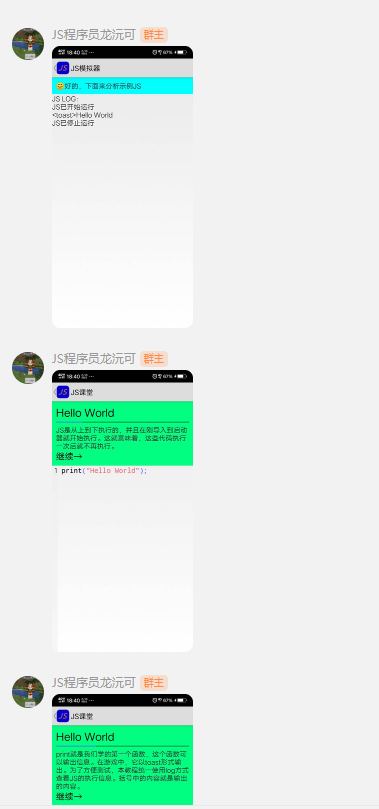 JS程序员龙沅可 群主
18:40 67%
JS模拟器
好的，下面来分析示例JS
JS LOG:
JS已开始运行
<toast>Hello World
JS已停止运行
JS程序员龙沅可 群主
18:40 67%
JS课堂
Hello World
JS是从上到下执行的，并且在刚导入到启动
器就开始执行。这就意味着，这些代码执行
一次后就不再执行。
继续→
1 print("Hello World");
JS程序员龙沅可 群主
18:40 67%
JS课堂
Hello World
print就是我们学的第一个函数，这个函数可
以输出信息。在游戏中，它以toast形式输
出。为了方便测试，本教程统一使用log方式
查看JS的执行信息。括号中的内容就是输出
的内容。
继续→